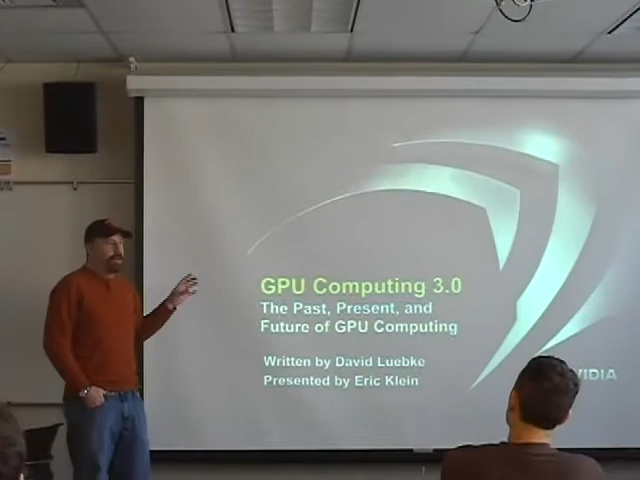 GPU Computing 3.0
The Past, Present, and
Future of GPU Computing
Written by David Luebke
Presented by Eric Klein
VIDIA